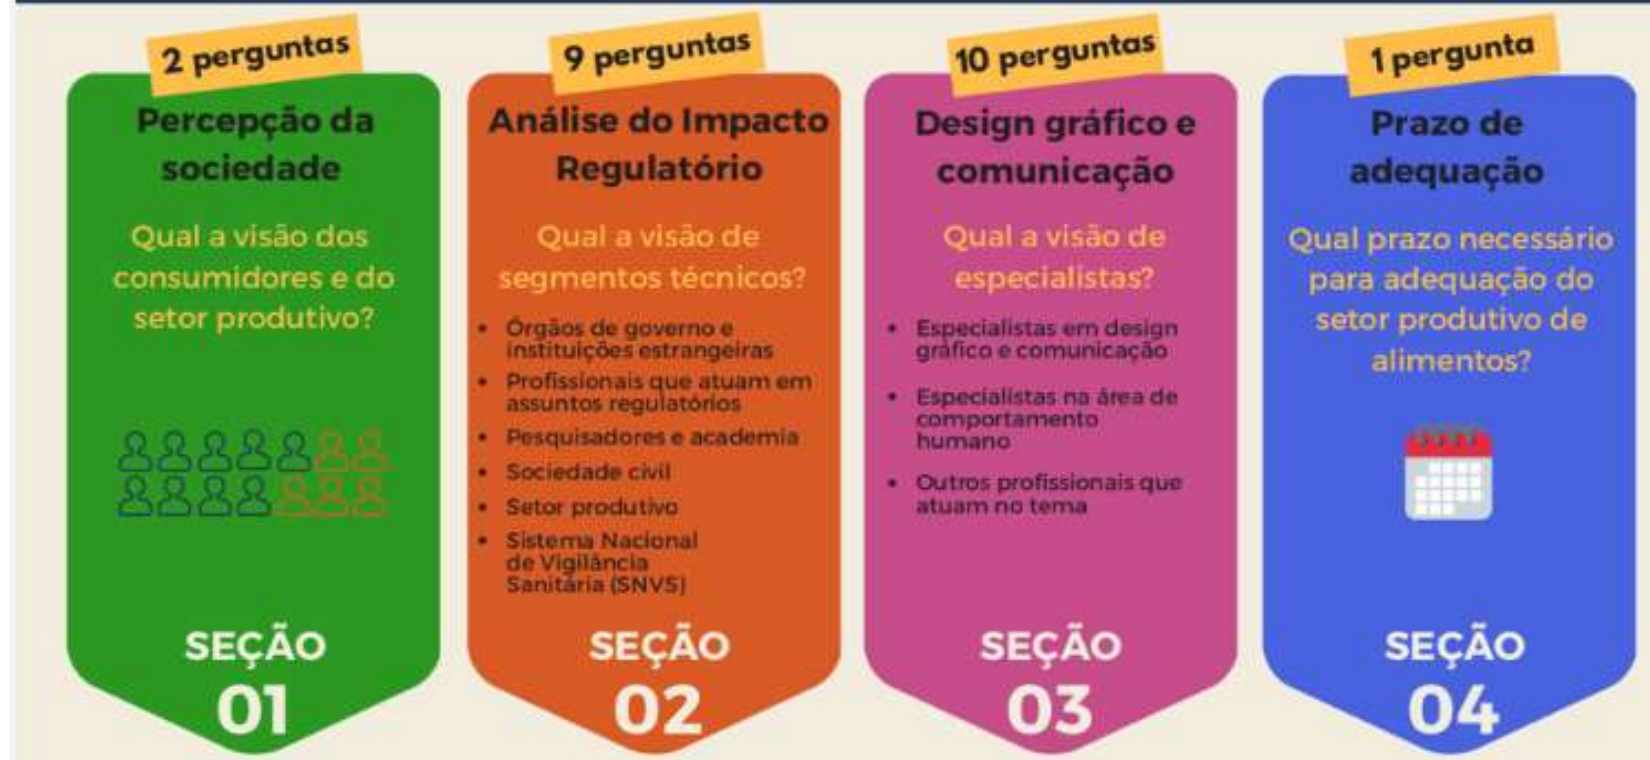 2 perguntas
Percepção da
sociedade
Qual a visão dos
consumidores e do
setor produtivo?
SEÇÃO
01
9 perguntas
Análise do Impacto
Regulatório
Qual a visão de
segmentos técnicos?
• Órgãos de governo e
instituições estrangeiras
• Profissionais que atuam em
assuntos regulatórios
• Pesquisadores e academia
• Sociedade civil
• Setor produtivo
• Sistema Nacional
de Vigilância
Sanitária (SNVS)
SEÇÃO
02
10 perguntas
Design gráfico e
comunicação
Qual a visão de
especialistas?
• Especialistas em design
gráfico e comunicação
• Especialistas na área de
comportamento
humano
• Outros profissionais que
atuam no tema
SEÇÃO
03
1 pergunta
Prazo de
adequação
Qual prazo necessário
para adequação do
setor produtivo de
alimentos?
SEÇÃO
04